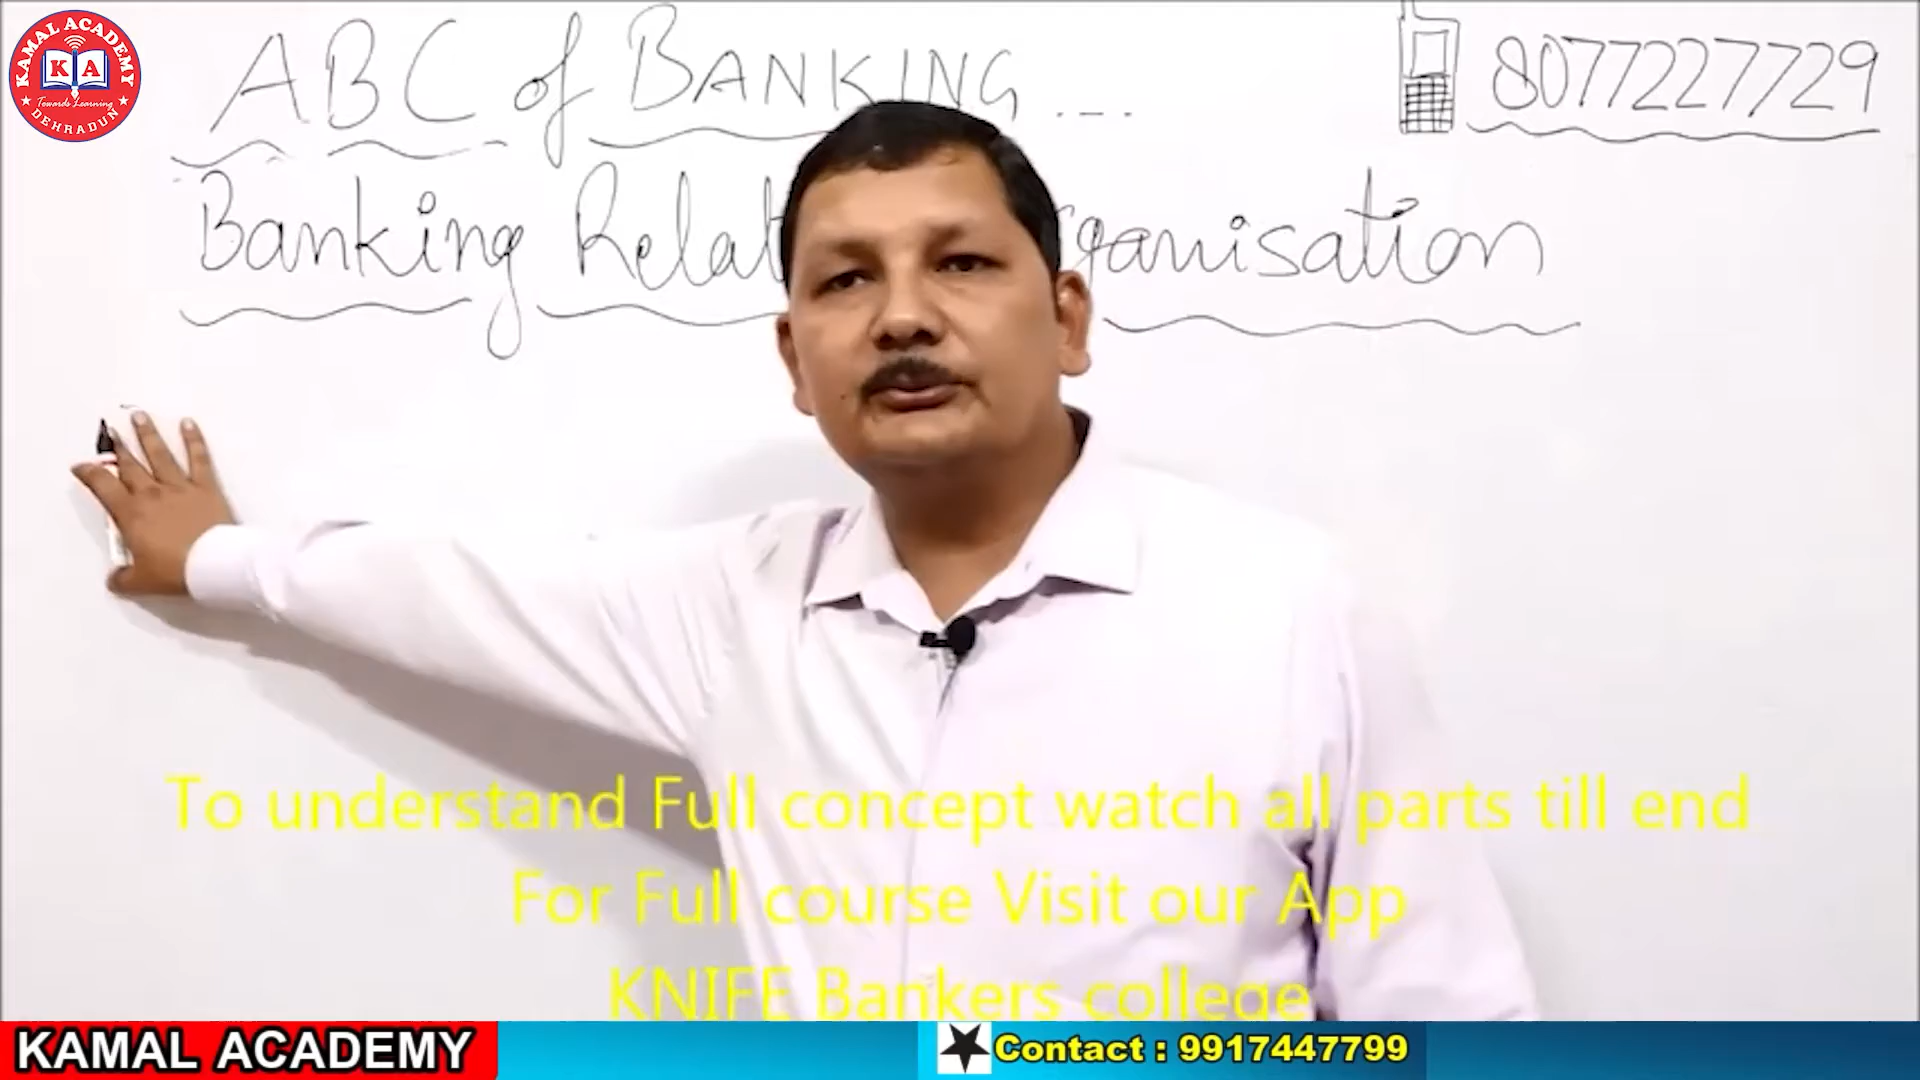 KAMAL ACADEMY
KA
Towards Learning
DEHRADUN
ABC of BANKING ...
8077227729
Banking Relat ganisation
To understand Full concept watch all parts till end
For Full course Visit our App
KNIFE Bankers college
KAMAL ACADEMY
Contact : 9917447799